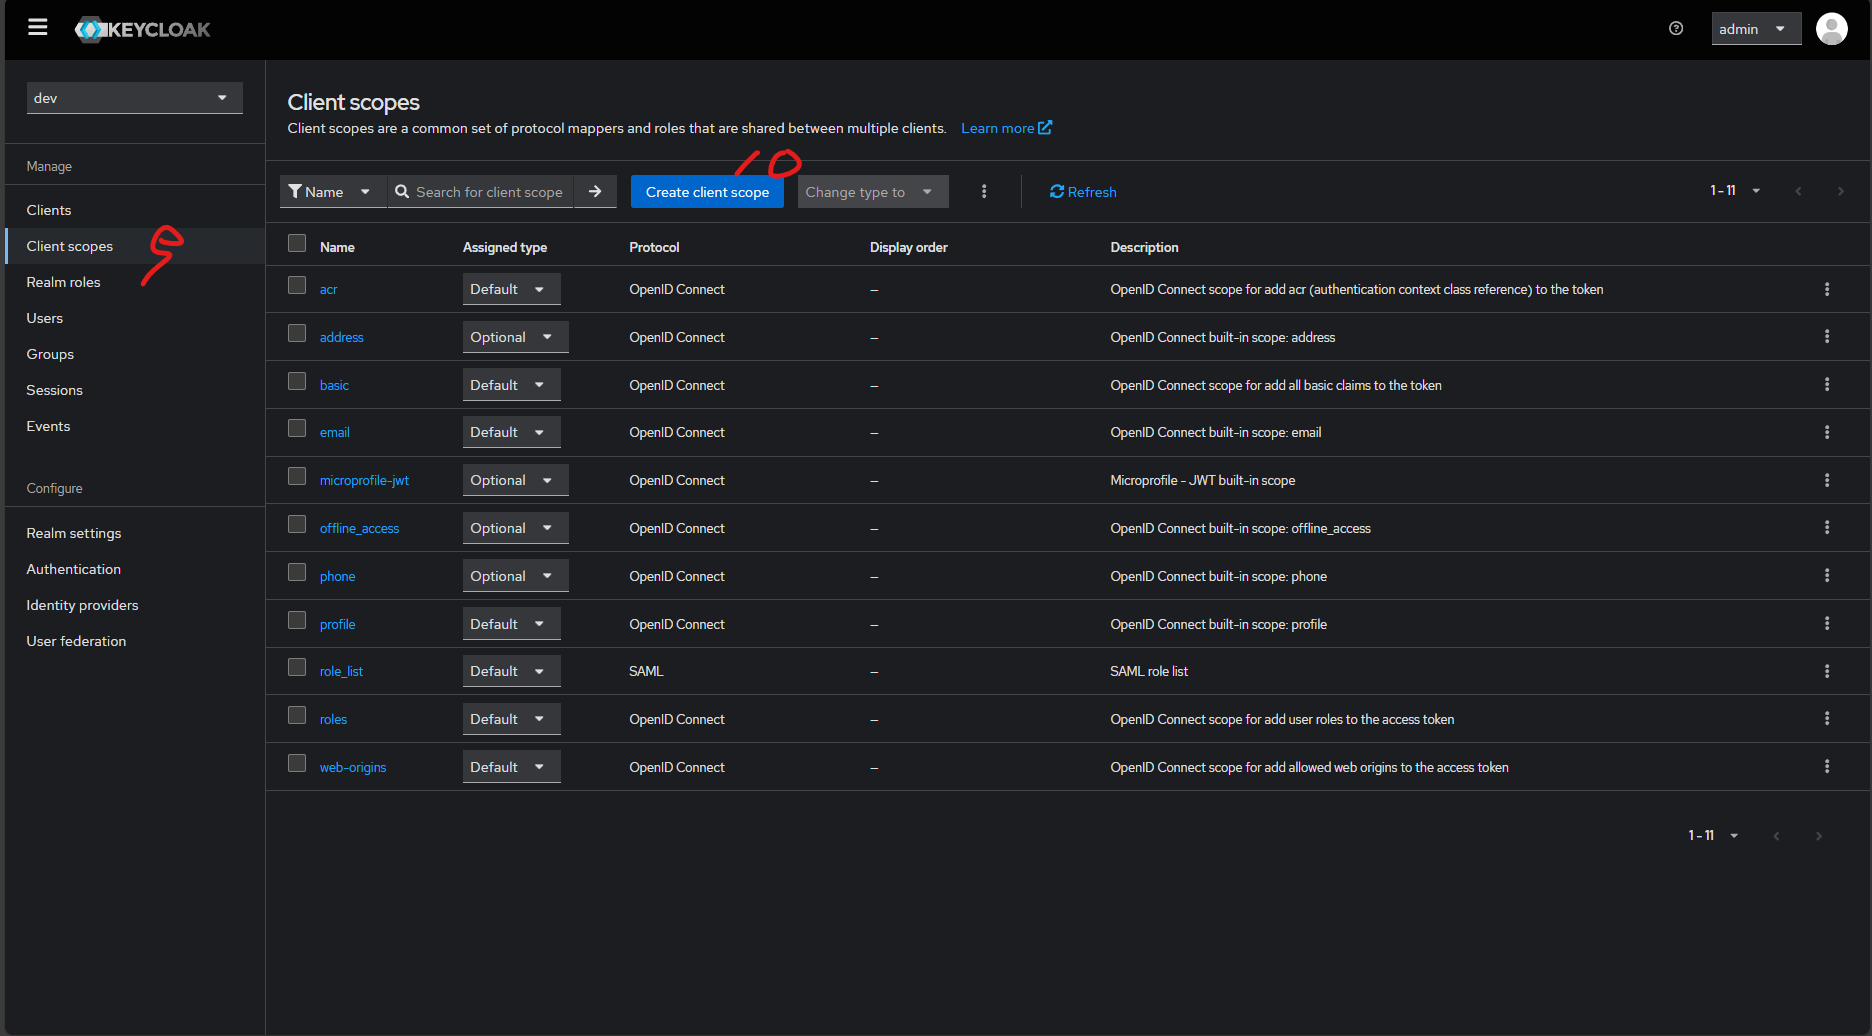 KEYCLOAK
admin
dev
Manage
Clients
Client scopes
9
Realm roles
Users
Groups
Sessions
Events
Configure
Realm settings
Authentication
Identity providers
User federation
Client scopes
Client scopes are a common set of protocol mappers and roles that are shared between multiple clients. Learn more
10
Name Search for client scope Create client scope Change type to Refresh 1 - 11
Name Assigned type Protocol Display order Description
acr Default OpenID Connect – OpenID Connect scope for add acr (authentication context class reference) to the token
address Optional OpenID Connect – OpenID Connect built-in scope: address
basic Default OpenID Connect – OpenID Connect scope for add all basic claims to the token
email Default OpenID Connect – OpenID Connect built-in scope: email
microprofile-jwt Optional OpenID Connect – Microprofile - JWT built-in scope
offline_access Optional OpenID Connect – OpenID Connect built-in scope: offline_access
phone Optional OpenID Connect – OpenID Connect built-in scope: phone
profile Default OpenID Connect – OpenID Connect built-in scope: profile
role_list Default SAML – SAML role list
roles Default OpenID Connect – OpenID Connect scope for add user roles to the access token
web-origins Default OpenID Connect – OpenID Connect scope for add allowed web origins to the access token
1 - 11